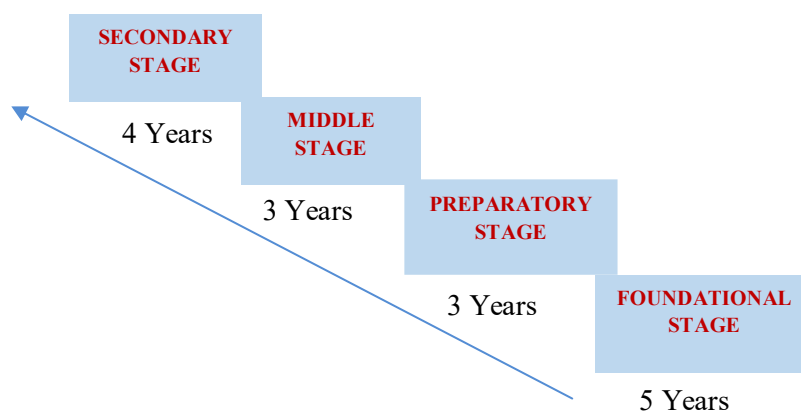 SECONDARY
STAGE
4 Years
MIDDLE
STAGE
3 Years
PREPARATORY
STAGE
3 Years
FOUNDATIONAL
STAGE
5 Years